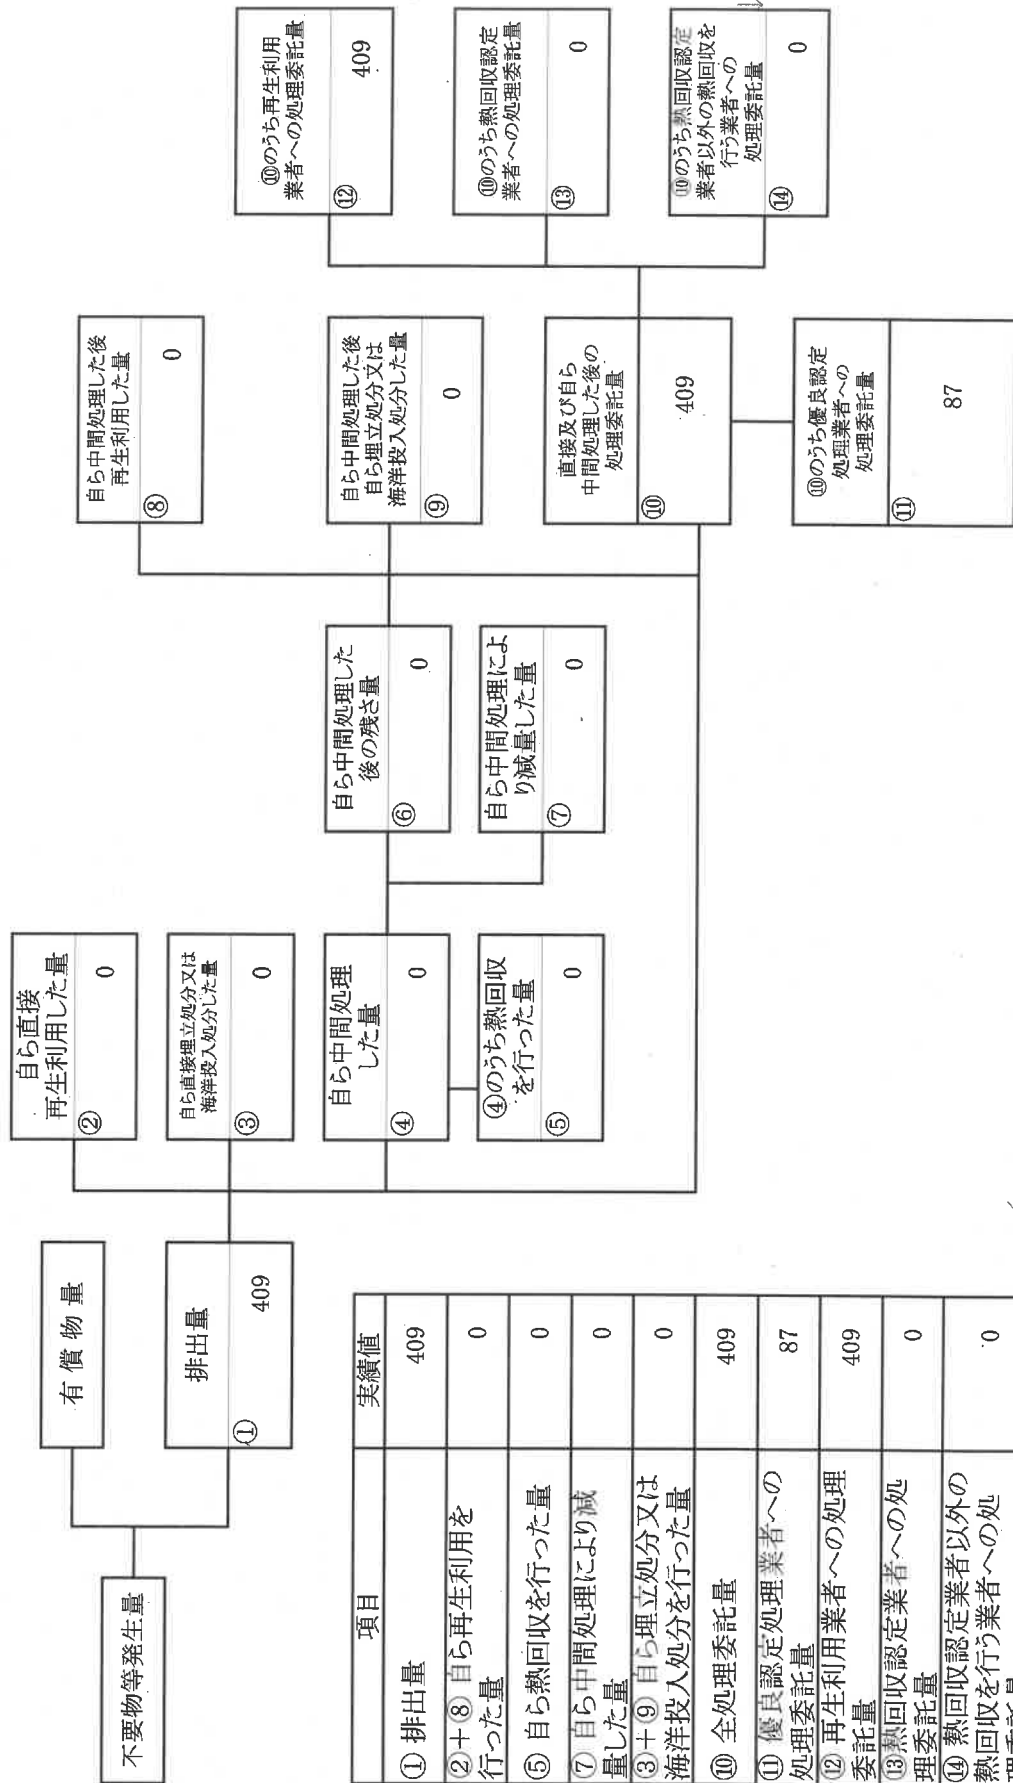 不要物等発生量
有償物量
排出量
①
409
自ら直接
再生利用した量
②
0
自ら直接埋立処分又は
海洋投入処分した量
③
0
自ら中間処理
した量
④
0
④のうち熱回収
を行った量
⑤
0
自ら中間処理した
後の残さ量
⑥
0
自ら中間処理によ
り減量した量
⑦
0
自ら中間処理した後
再生利用した量
⑧
0
自ら中間処理した後
自ら埋立処分又は
海洋投入処分した量
⑨
0
直接及び自ら
中間処理した後の
処理委託量
⑩
409
⑩のうち優良認定
処理業者への
処理委託量
⑪
87
⑩のうち再生利用
業者への処理委託量
⑫
409
⑩のうち熱回収認定
業者への処理委託量
⑬
0
⑩のうち熱回収認定
業者以外の熱回収を
行う業者への
処理委託量
⑭
0
項目 実績値
① 排出量 409
②+⑧ 自ら再生利用を
行った量 0
⑤ 自ら熱回収を行った量 0
⑦ 自ら中間処理により減
量した量 0
③+⑨ 自ら埋立処分又は
海洋投入処分を行った量 0
⑩ 全処理委託量 409
⑪ 優良認定処理業者への
処理委託量 87
⑫ 再生利用業者への処理
委託量 409
⑬熱回収認定業者への処
理委託量 0
⑭ 熱回収認定業者以外の
熱回収を行う業者への処 0
理委託量